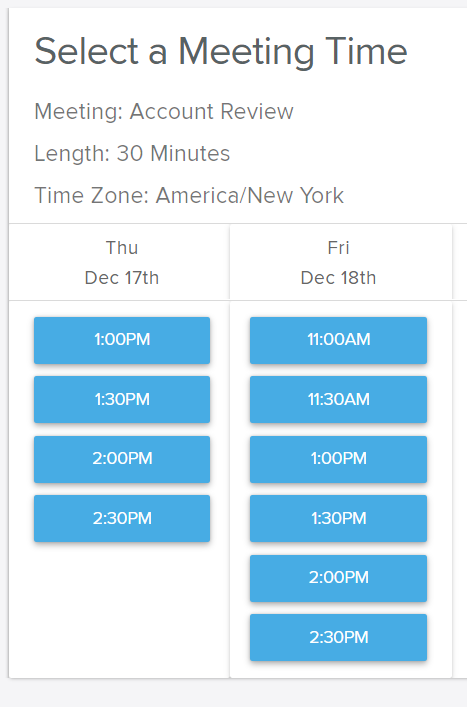 Select a Meeting Time
Meeting: Account Review
Length: 30 Minutes
Time Zone: America/New York
Thu
Dec 17th
1:00PM
1:30PM
2:00PM
2:30PM
Fri
Dec 18th
11:00AM
11:30AM
1:00PM
1:30PM
2:00PM
2:30PM